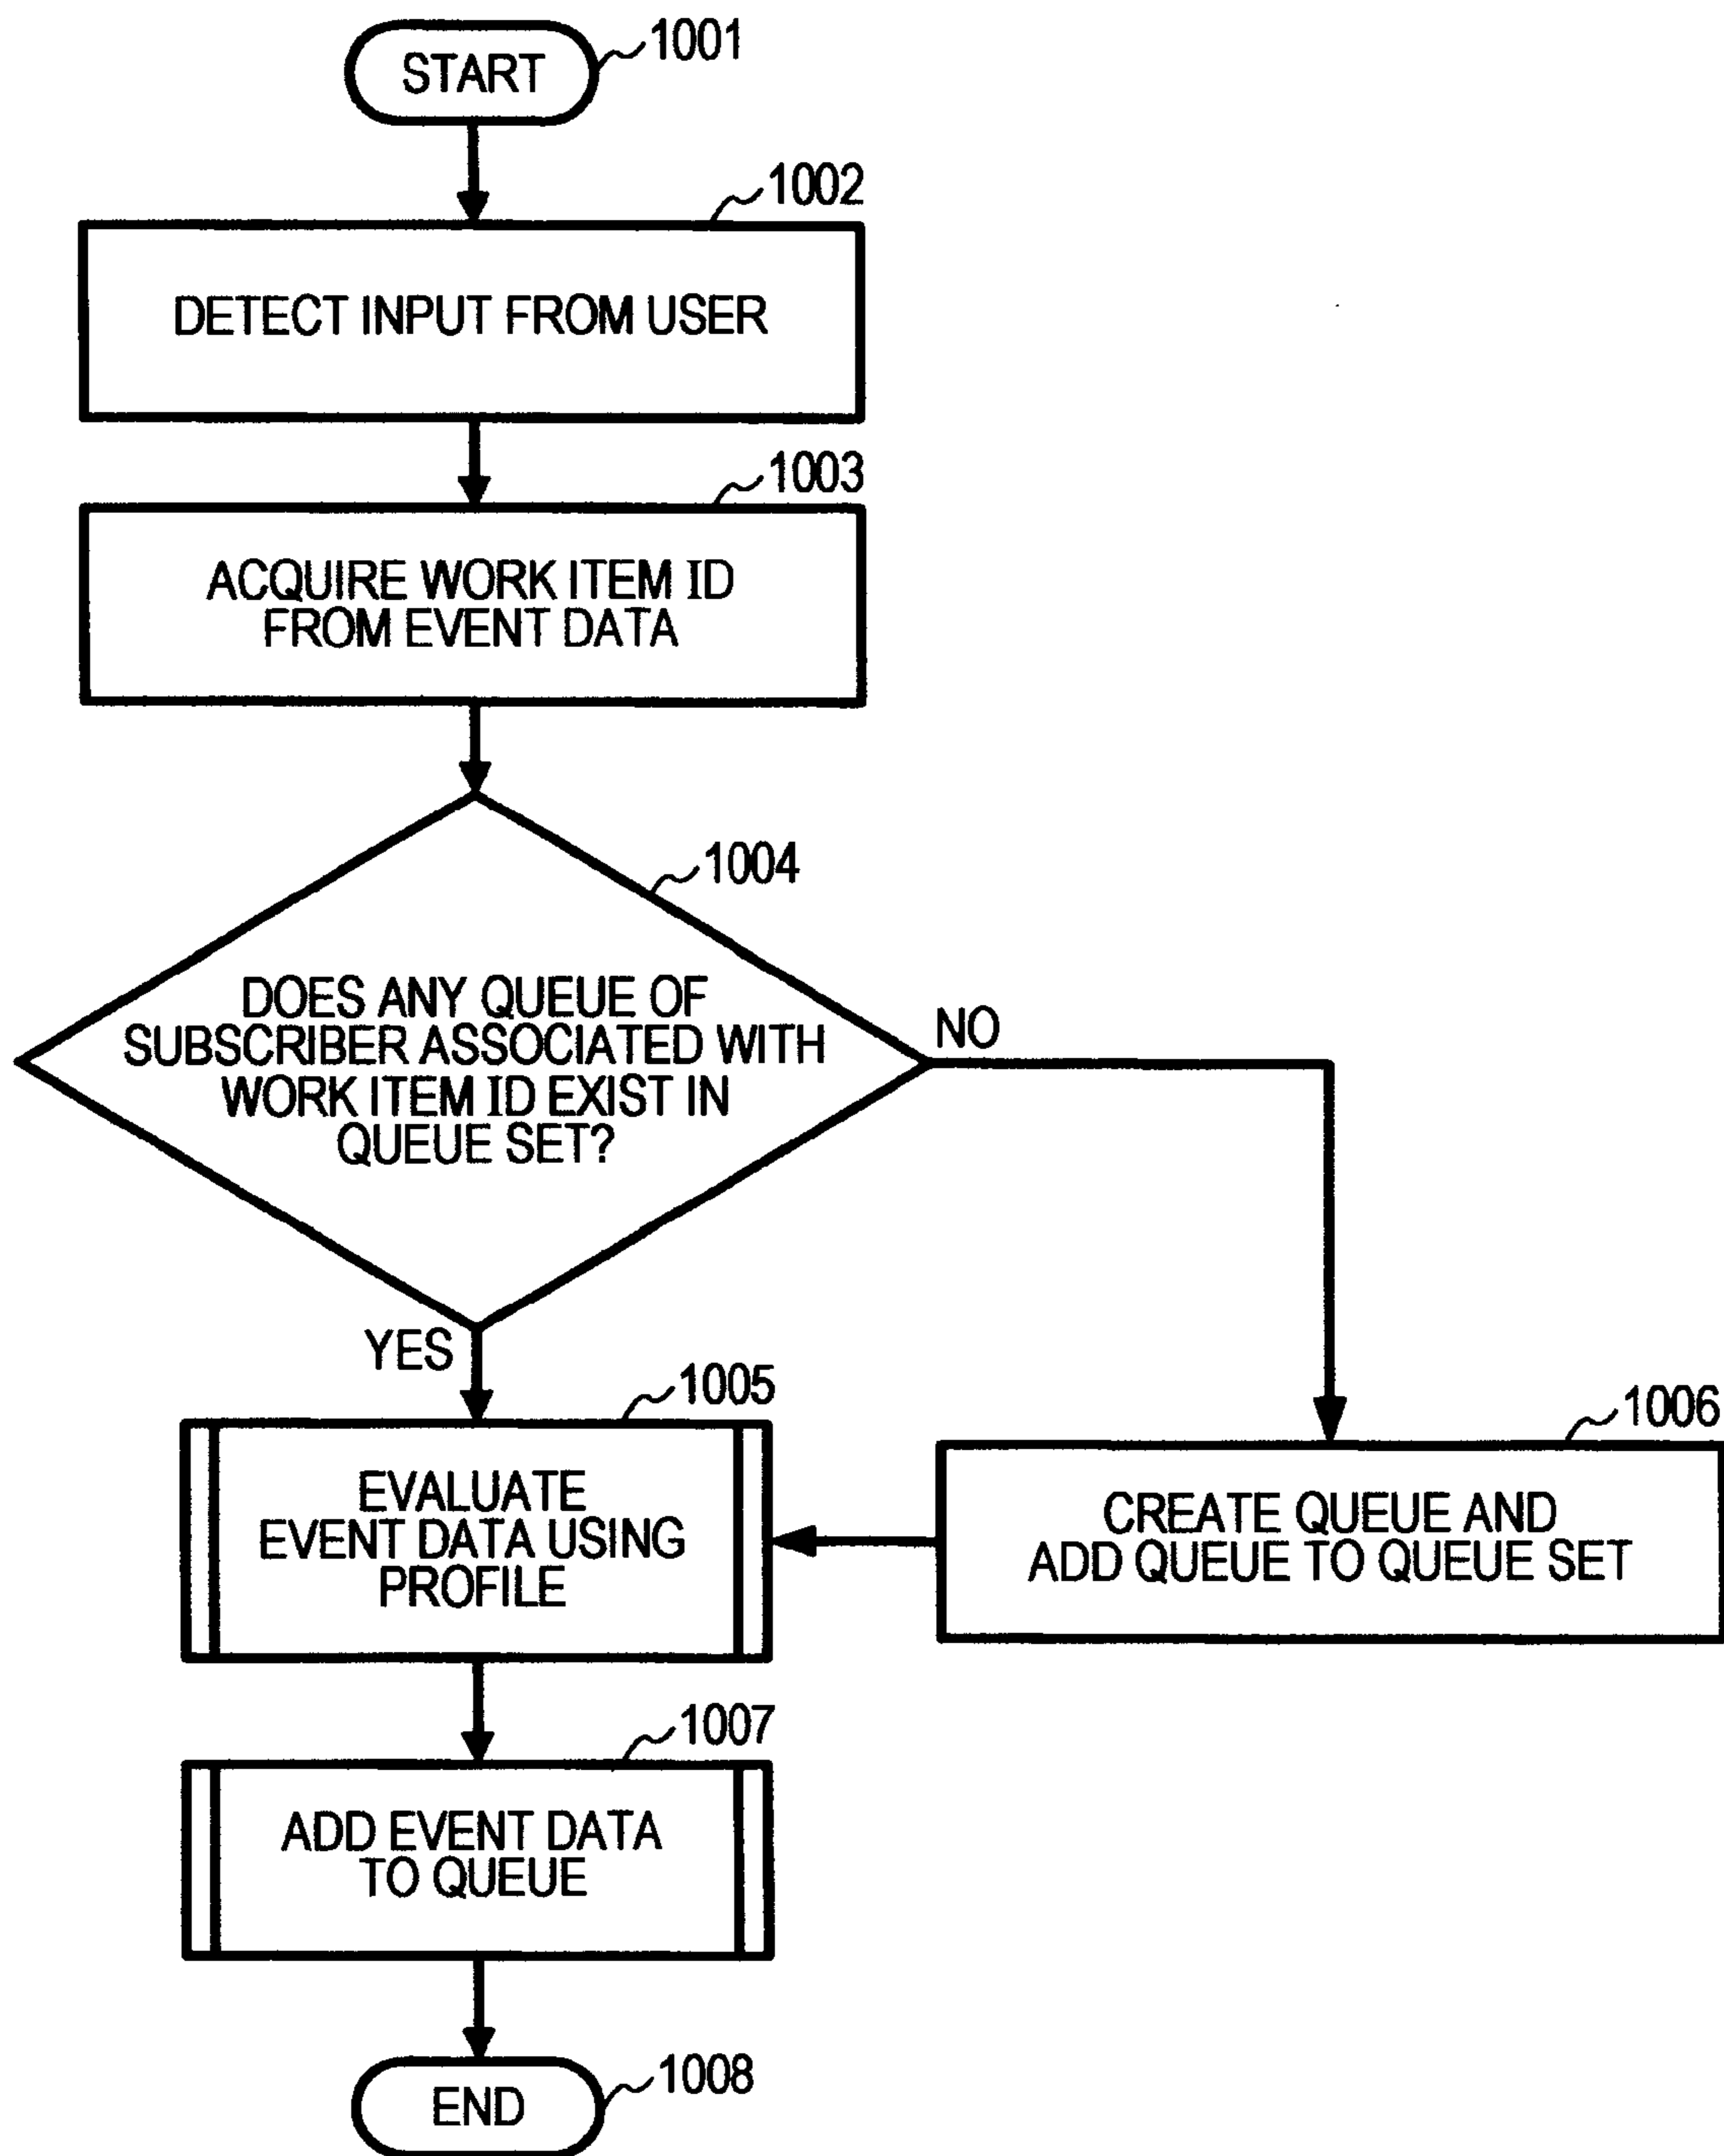 START
1001
1002
DETECT INPUT FROM USER
1003
ACQUIRE WORK ITEM ID
FROM EVENT DATA
1004
DOES ANY QUEUE OF
SUBSCRIBER ASSOCIATED WITH
WORK ITEM ID EXIST IN
QUEUE SET?
NO
YES
1005
EVALUATE
EVENT DATA USING
PROFILE
1006
CREATE QUEUE AND
ADD QUEUE TO QUEUE SET
1007
ADD EVENT DATA
TO QUEUE
END
1008